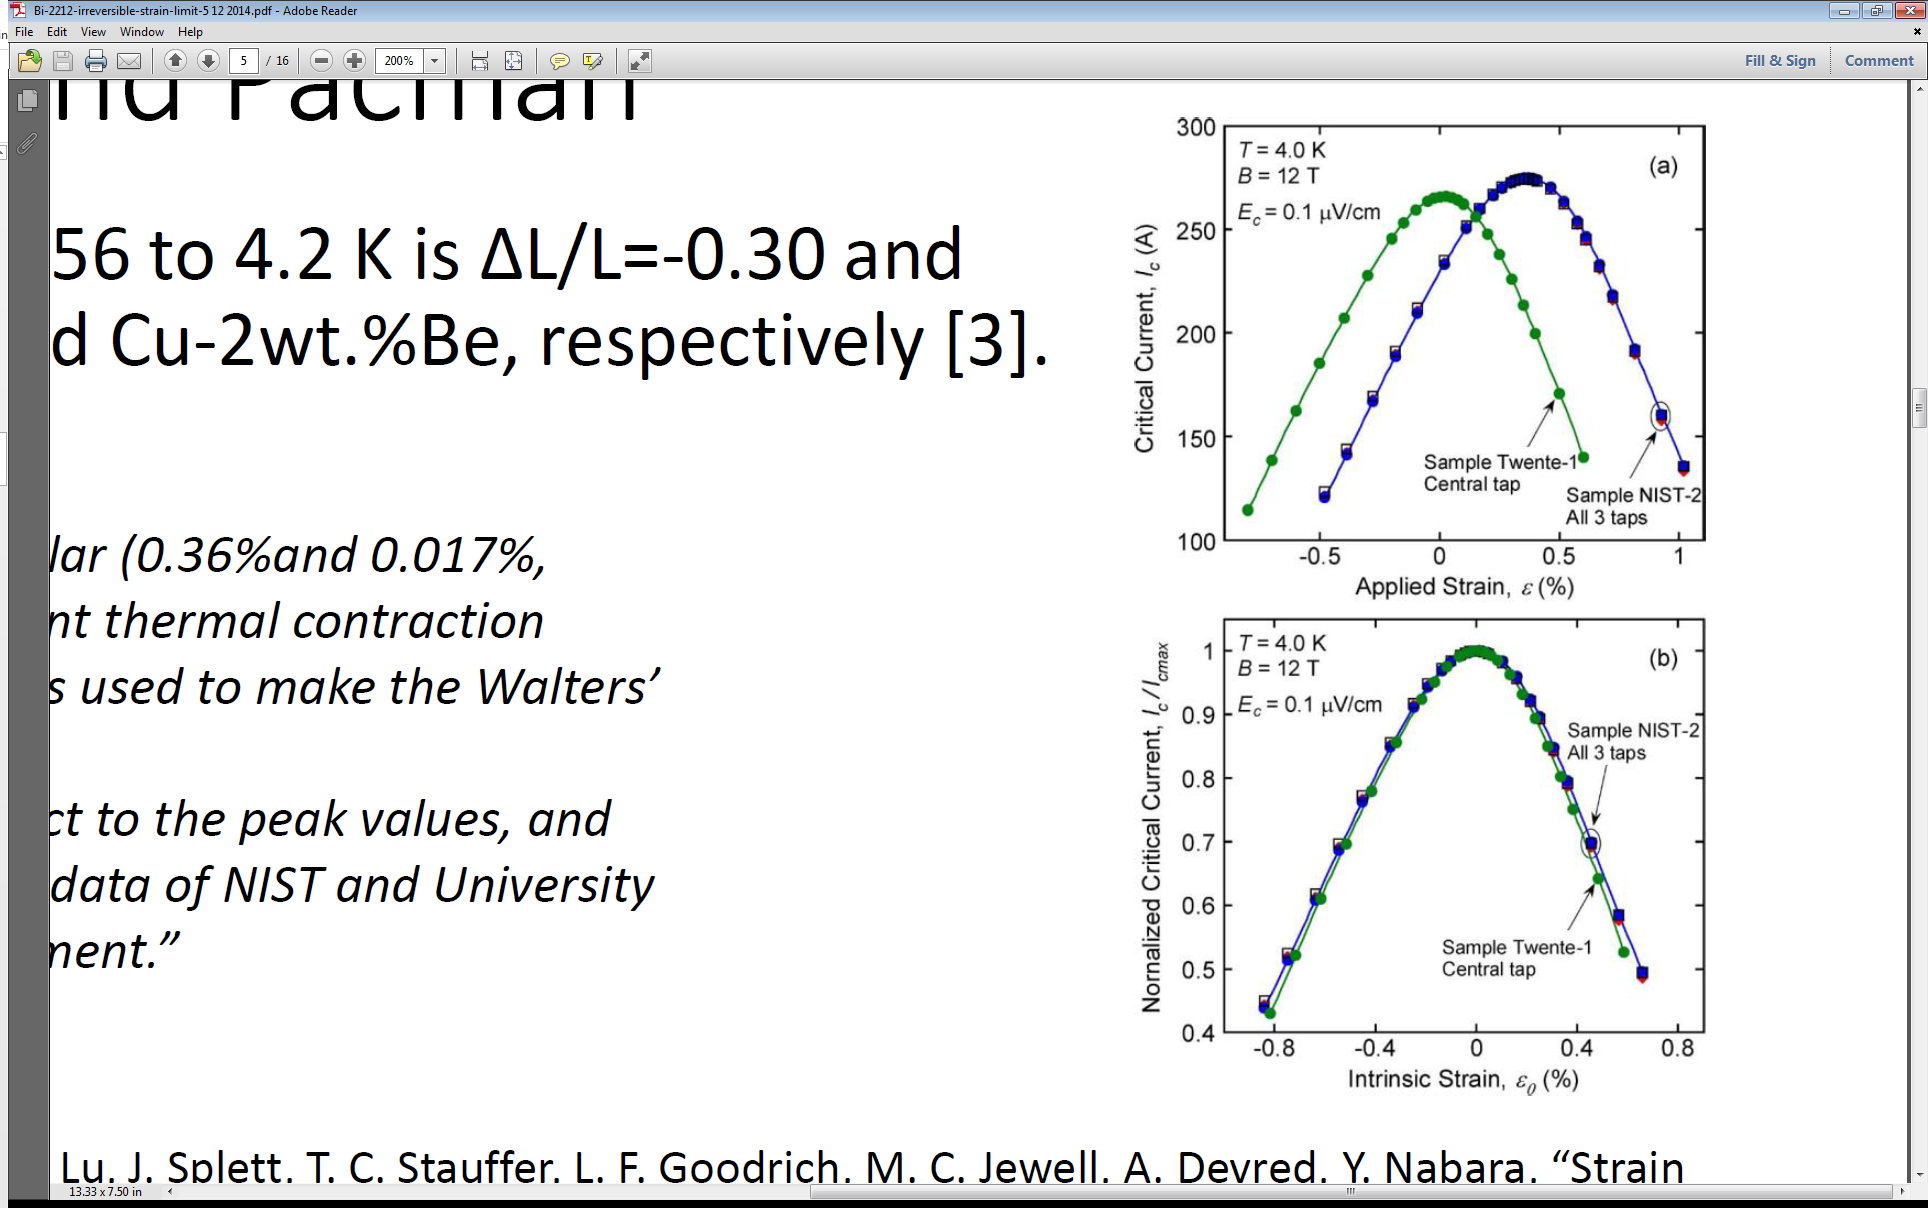 Bi-2212-irreversible-strain-limit-5 12 2014.pdf - Adobe Reader
File Edit View Window Help
5 / 16 200% Fill & Sign Comment
nd Pacman
56 to 4.2 K is ΔL/L=-0.30 and
d Cu-2wt.%Be, respectively [3].
lar (0.36%and 0.017%,
nt thermal contraction
s used to make the Walters’
ct to the peak values, and
data of NIST and University
ment.”
300
250
200
150
100
Critical Current, Ic (A)
T = 4.0 K
B = 12 T
Ec = 0.1 μV/cm
(a)
Sample Twente-1
Central tap
Sample NIST-2
All 3 taps
-0.5 0 0.5 1
Applied Strain, ε (%)
1
0.9
0.8
0.7
0.6
0.5
0.4
Nornalized Critical Current, Ic / Icmax
T = 4.0 K
B = 12 T
Ec = 0.1 μV/cm
(b)
Sample NIST-2
All 3 taps
Sample Twente-1
Central tap
-0.8 -0.4 0 0.4 0.8
Intrinsic Strain, ε0 (%)
Lu, J. Splett, T. C. Stauffer, L. F. Goodrich, M. C. Jewell, A. Devred, Y. Nabara, “Strain
13.33 x 7.50 in